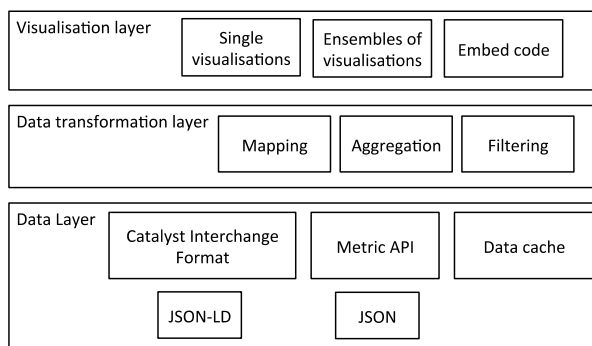 Visualisation layer
Single
visualisations
Ensembles of
visualisations
Embed code
Data transformation layer
Mapping
Aggregation
Filtering
Data Layer
Catalyst Interchange
Format
Metric API
Data cache
JSON-LD
JSON